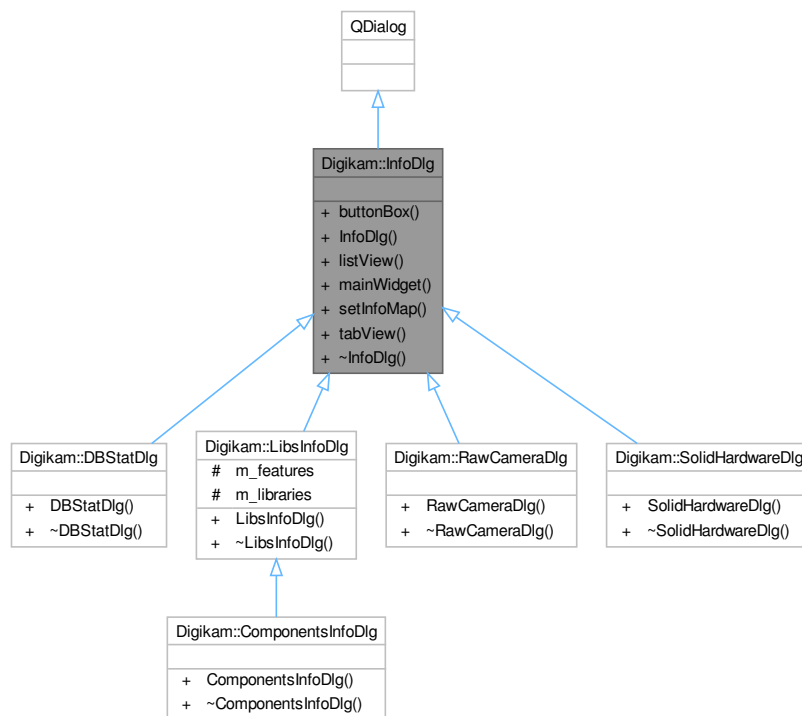 QDialog
Digikam::InfoDlg
+ buttonBox()
+ InfoDlg()
+ listView()
+ mainWidget()
+ setInfoMap()
+ tabView()
+ ~InfoDlg()
Digikam::DBStatDlg
+ DBStatDlg()
+ ~DBStatDlg()
Digikam::LibsInfoDlg
# m_features
# m_libraries
+ LibsInfoDlg()
+ ~LibsInfoDlg()
Digikam::RawCameraDlg
+ RawCameraDlg()
+ ~RawCameraDlg()
Digikam::SolidHardwareDlg
+ SolidHardwareDlg()
+ ~SolidHardwareDlg()
Digikam::ComponentsInfoDlg
+ ComponentsInfoDlg()
+ ~ComponentsInfoDlg()